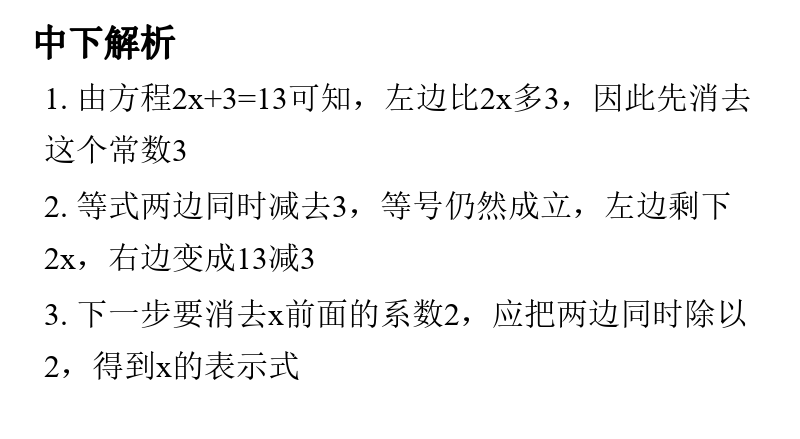 中下解析
1. 由方程2x+3=13可知，左边比2x多3，因此先消去
这个常数3
2. 等式两边同时减去3，等号仍然成立，左边剩下
2x，右边变成13减3
3. 下一步要消去x前面的系数2，应把两边同时除以
2，得到x的表示式